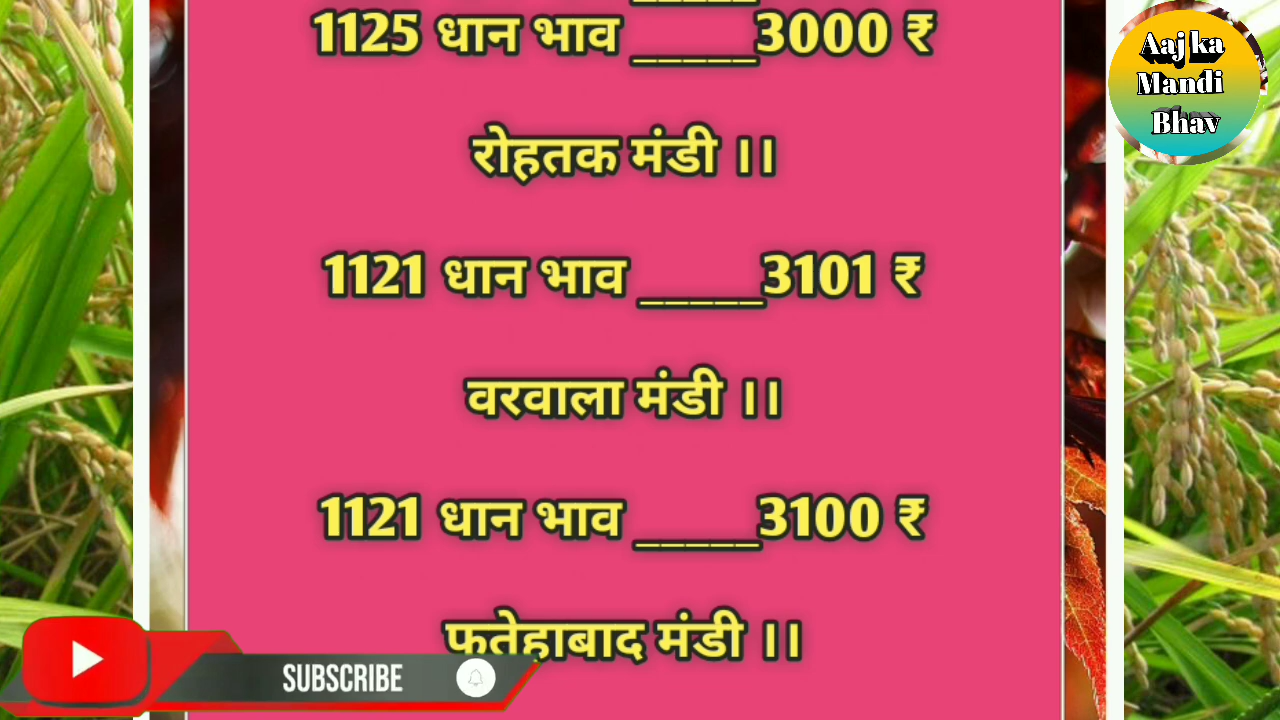 1125 धान भाव _____3000 ₹
रोहतक मंडी ।।
1121 धान भाव _____3101 ₹
वरवाला मंडी ।।
1121 धान भाव _____3100 ₹
फतेहाबाद मंडी ।।
Aaj ka
Mandi
Bhav
SUBSCRIBE